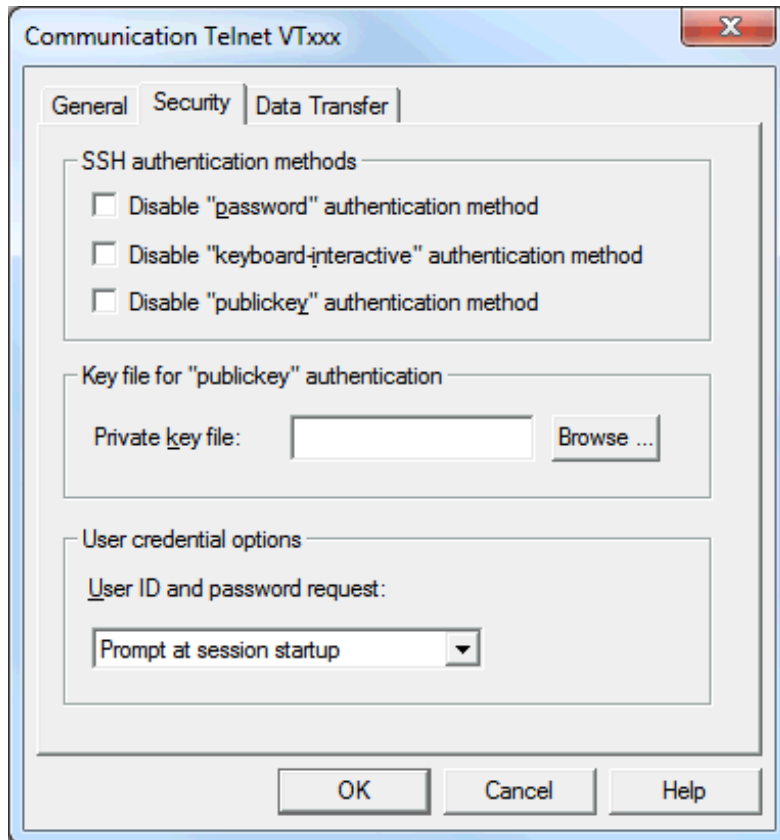 Communication Telnet VTxxx
General Security Data Transfer
SSH authentication methods
Disable "password" authentication method
Disable "keyboard-interactive" authentication method
Disable "publickey" authentication method
Key file for "publickey" authentication
Private key file: Browse ...
User credential options
User ID and password request:
Prompt at session startup
OK Cancel Help